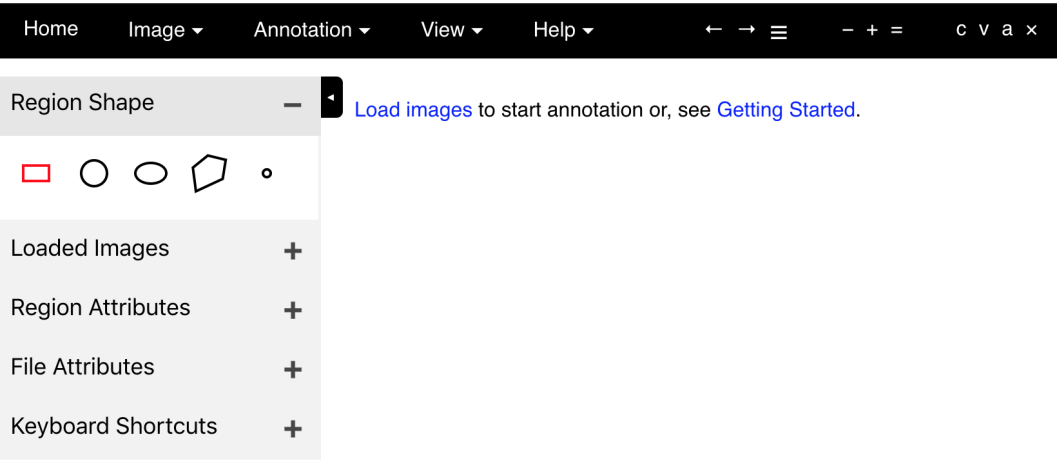 Home Image ▾ Annotation ▾ View ▾ Help ▾ ← → ☰ − + = c v a ×
Region Shape −
Load images to start annotation or, see Getting Started.
Loaded Images +
Region Attributes +
File Attributes +
Keyboard Shortcuts +